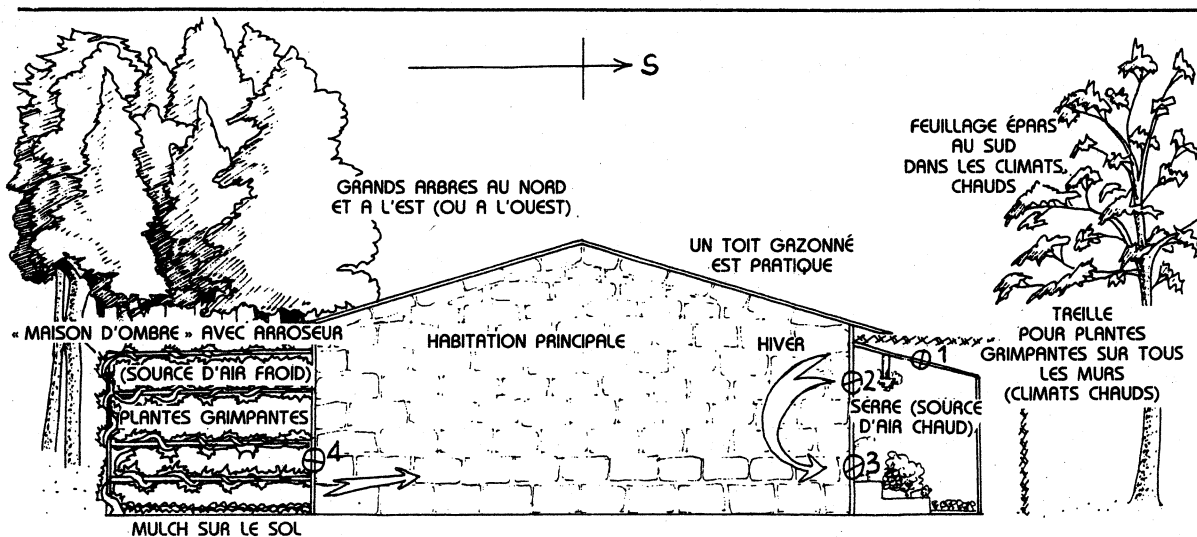 S
FEUILLAGE ÉPARS
AU SUD
DANS LES CLIMATS
CHAUDS
GRANDS ARBRES AU NORD
ET A L'EST (OU A L'OUEST)
UN TOIT GAZONNÉ
EST PRATIQUE
« MAISON D'OMBRE » AVEC ARROSEUR
(SOURCE D'AIR FROID)
PLANTES GRIMPANTES
4
MULCH SUR LE SOL
HABITATION PRINCIPALE
HIVER
1
2
SERRE (SOURCE
D'AIR CHAUD)
3
TREILLE
POUR PLANTES
GRIMPANTES SUR TOUS
LES MURS
(CLIMATS CHAUDS)